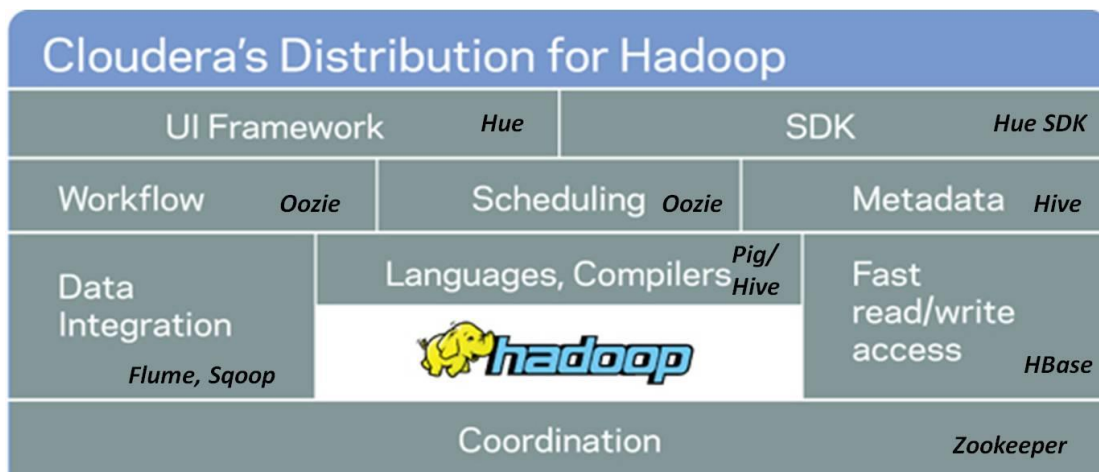 Cloudera's Distribution for Hadoop
UI Framework Hue
SDK Hue SDK
Workflow Oozie
Scheduling Oozie
Metadata Hive
Data
Integration
Flume, Sqoop
Languages, Compilers Pig/
Hive
hadoop
Fast
read/write
access
HBase
Coordination Zookeeper